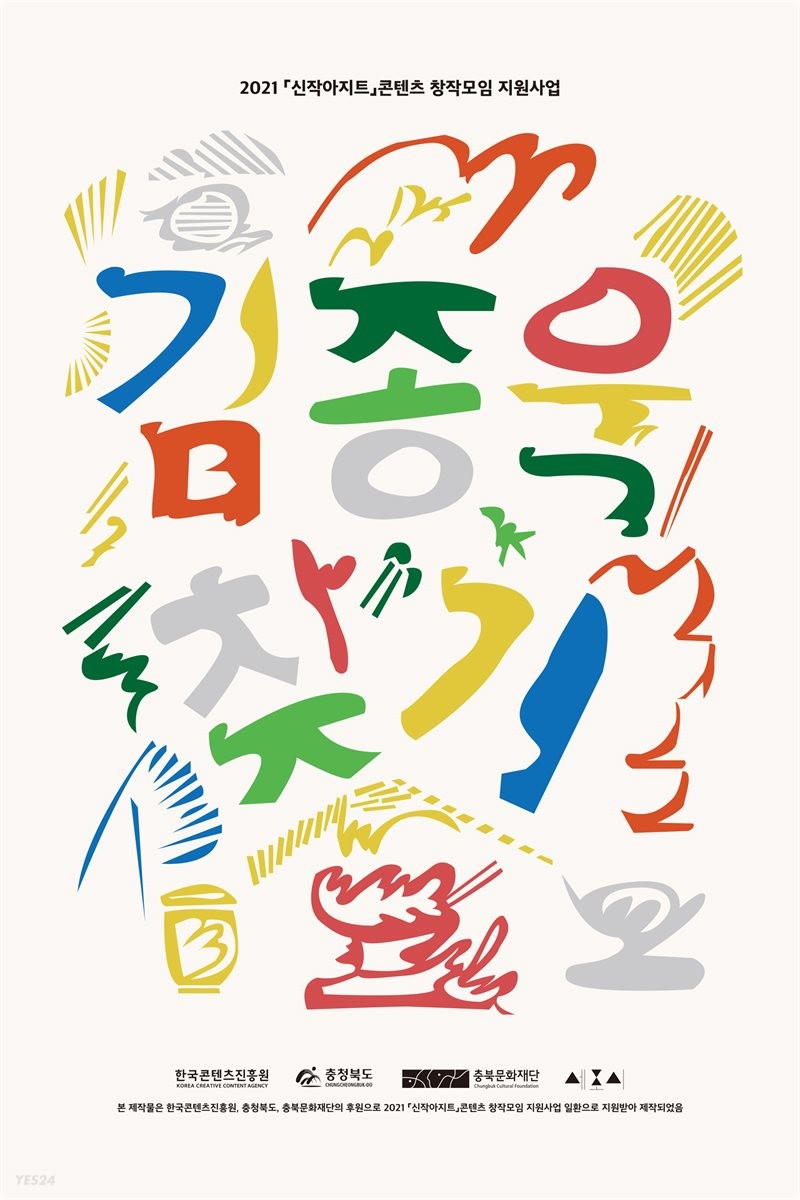 2021 「신작아지트」콘텐츠 창작모임 지원사업
김종욱
찾기
한국콘텐츠진흥원
KOREA CREATIVE CONTENT AGENCY
충청북도
CHUNGCHEONGBUK-DO
충북문화재단
Chungbuk Cultural Foundation
본 제작물은 한국콘텐츠진흥원, 충청북도, 충북문화재단의 후원으로 2021 「신작아지트」콘텐츠 창작모임 지원사업 일환으로 지원받아 제작되었음
YES24